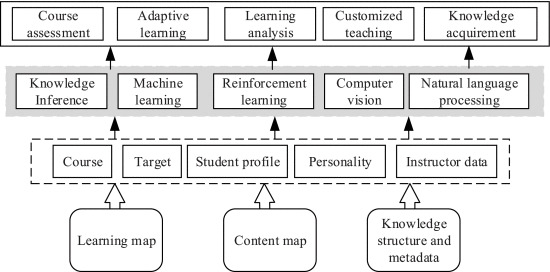 Course
assessment
Adaptive
learning
Learning
analysis
Customized
teaching
Knowledge
acquirement
Knowledge
Inference
Machine
learning
Reinforcement
learning
Computer
vision
Natural language
processing
Course
Target
Student profile
Personality
Instructor data
Learning map
Content map
Knowledge
structure and
metadata